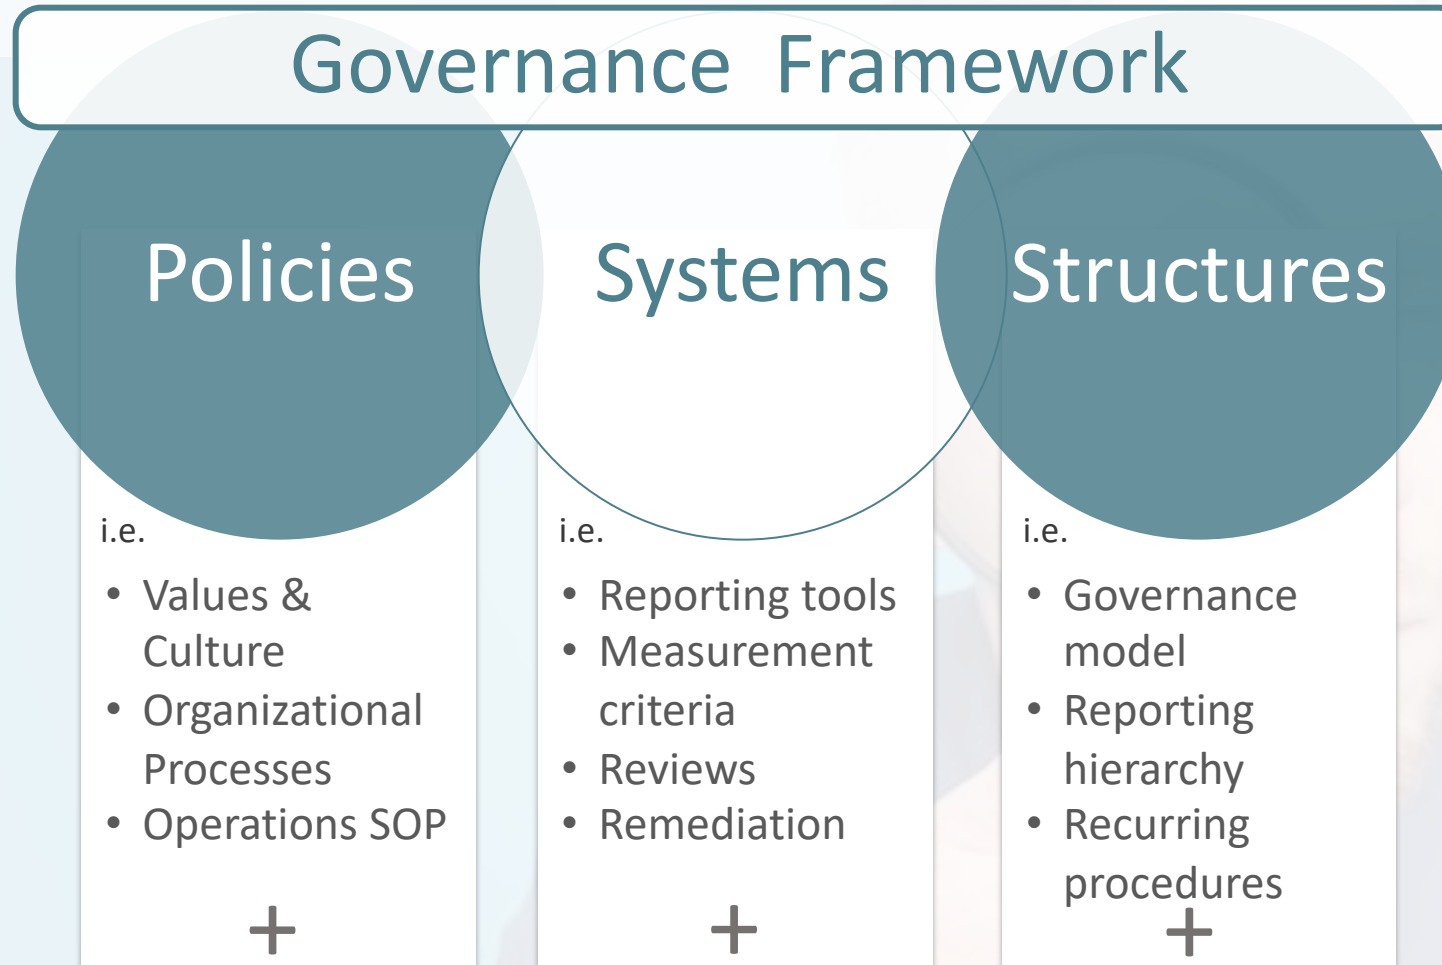 Governance Framework
Policies
i.e.
• Values &
Culture
• Organizational
Processes
• Operations SOP
+
Systems
i.e.
• Reporting tools
• Measurement
criteria
• Reviews
• Remediation
+
Structures
i.e.
• Governance
model
• Reporting
hierarchy
• Recurring
procedures
+